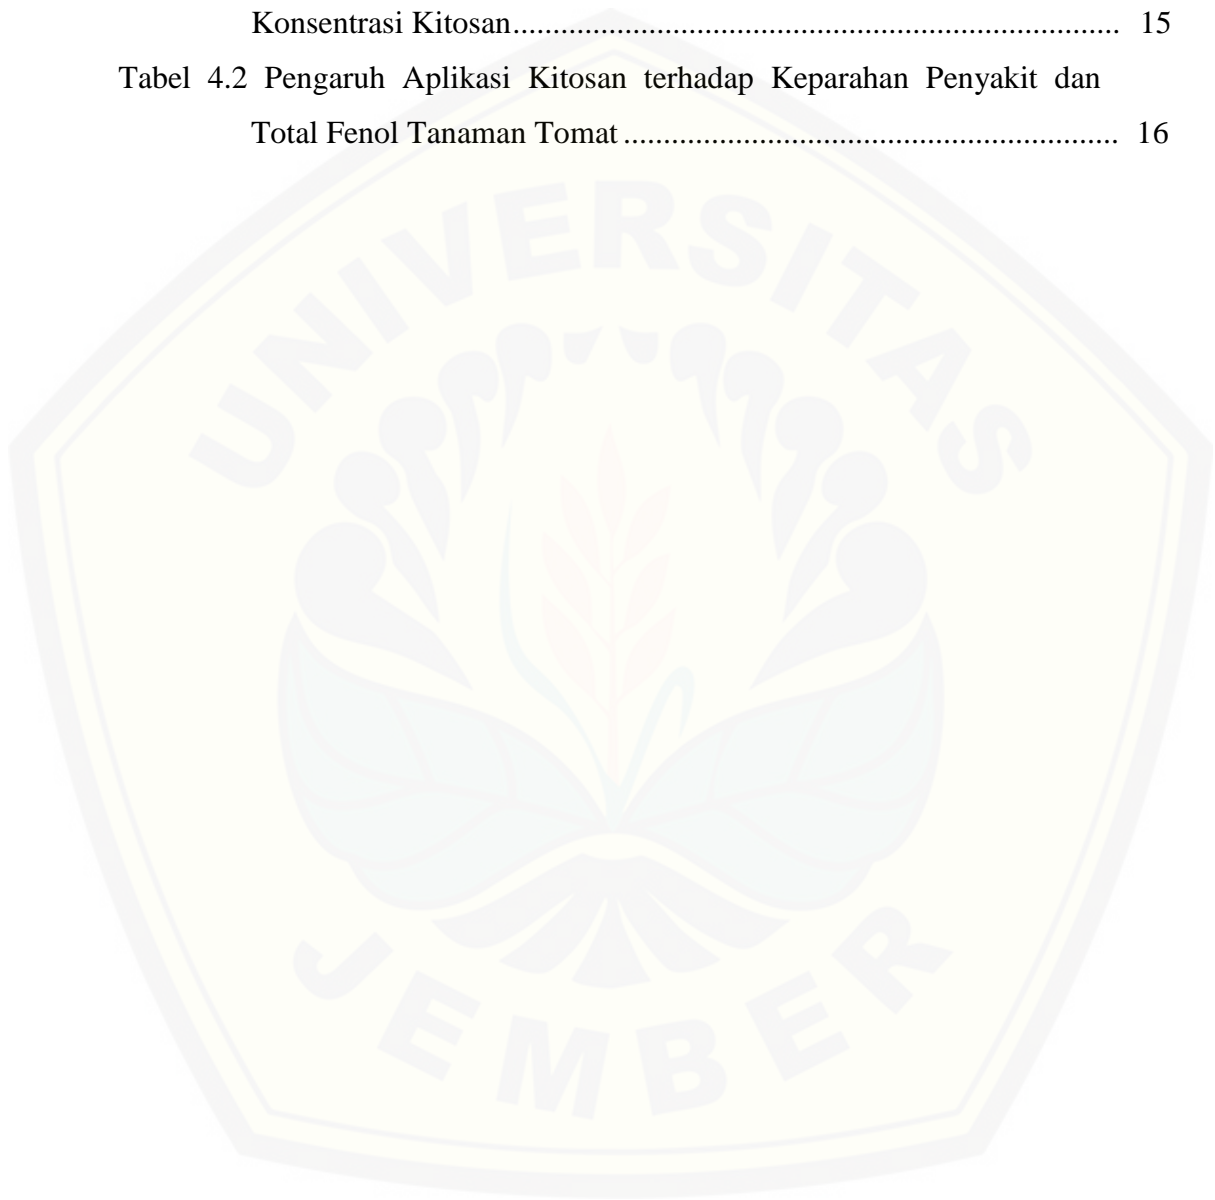 Konsentrasi Kitosan........................................................................... 15
Tabel 4.2 Pengaruh Aplikasi Kitosan terhadap Keparahan Penyakit dan
Total Fenol Tanaman Tomat ............................................................. 16
UNIVERSITAS
JEMBER